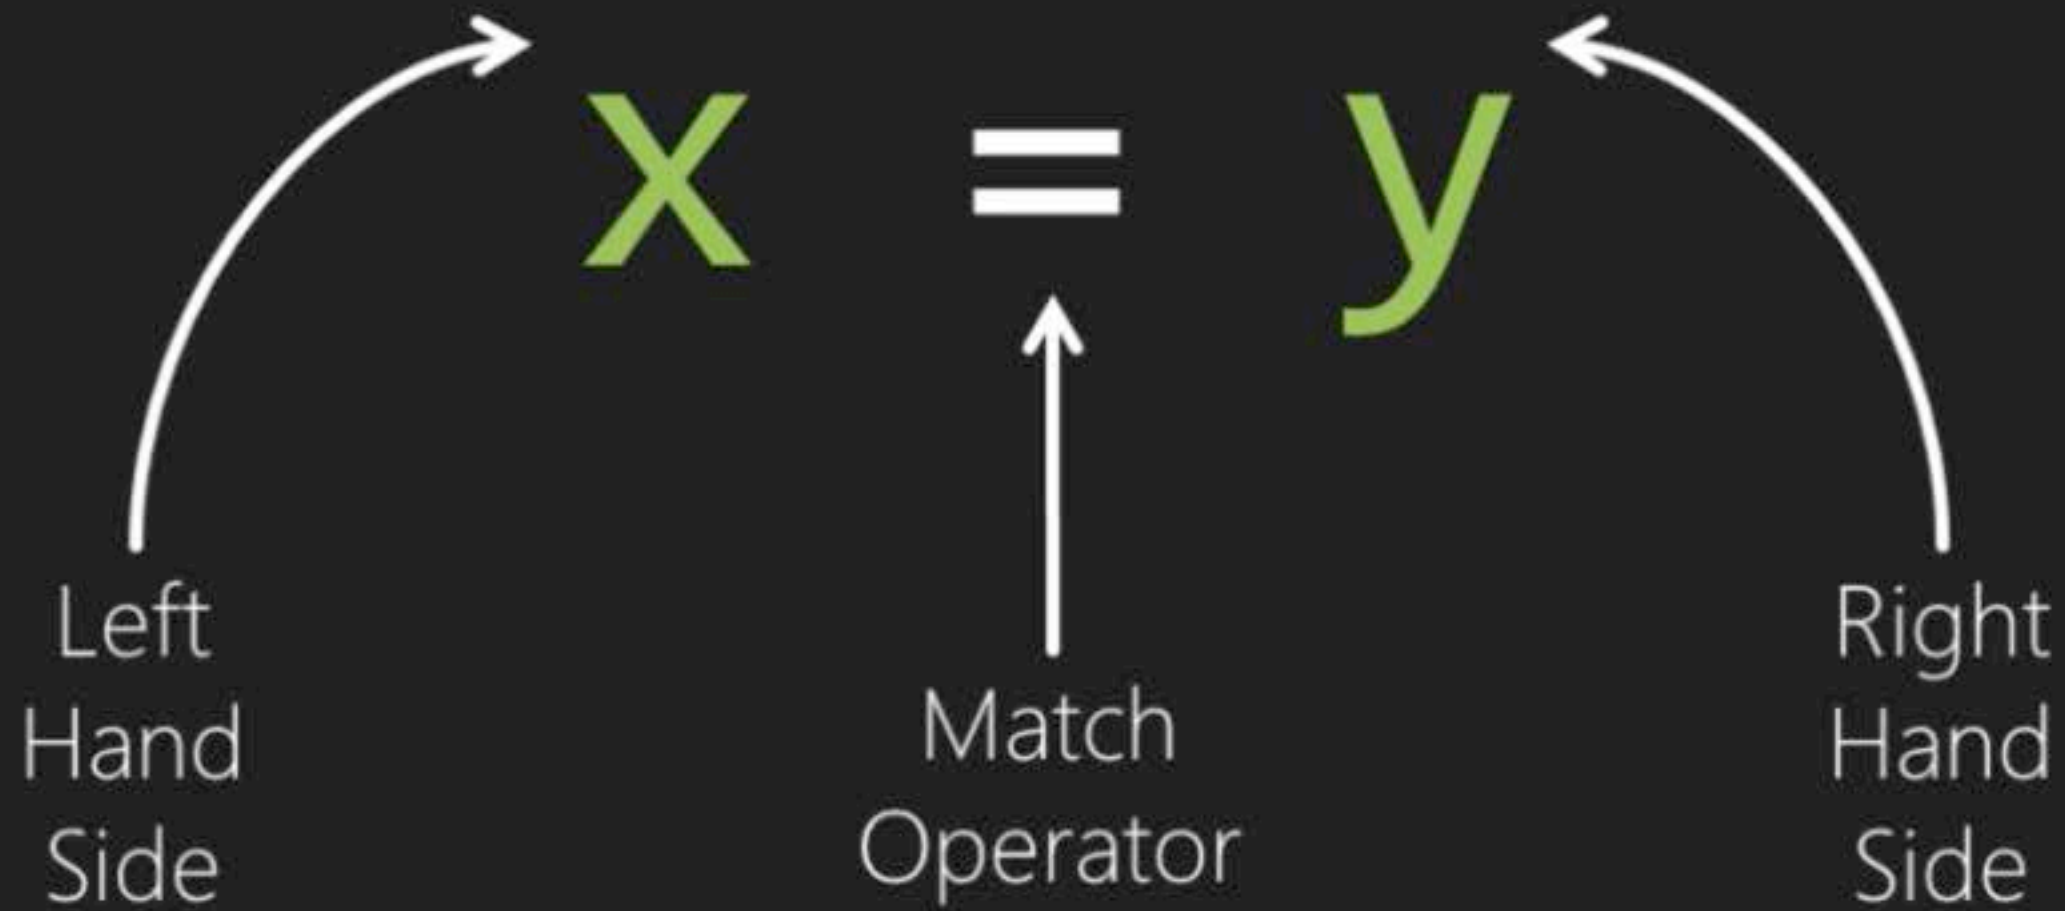 x = y
Left
Hand
Side
Match
Operator
Right
Hand
Side